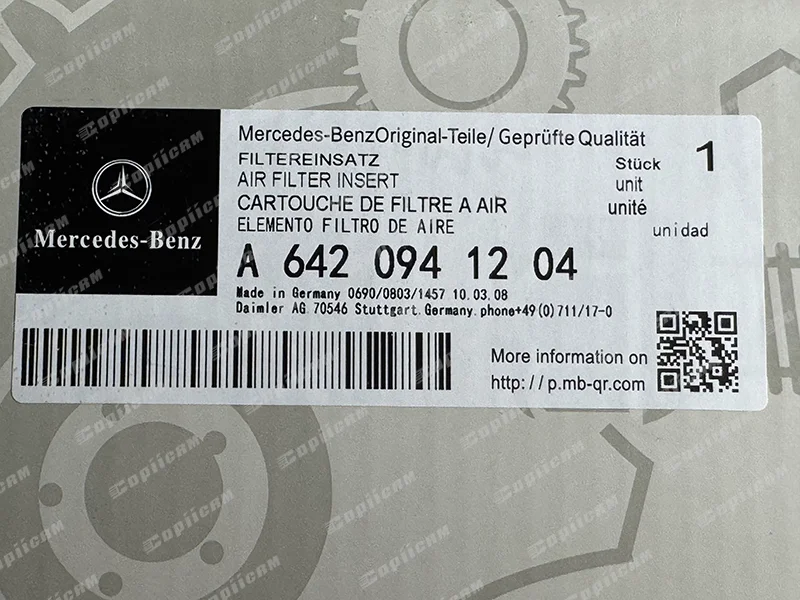 Mercedes-Benz
Mercedes-BenzOriginal-Teile/ Geprüfte Qualität
FILTEREINSATZ Stück 1
AIR FILTER INSERT unit
CARTOUCHE DE FILTRE A AIR unité
ELEMENTO FILTRO DE AIRE unidad
A 642 094 12 04
Made in Germany 0690/0803/1457 10.03.08
Daimler AG. 70546 Stuttgart. Germany. phone+49(0)711/17-0
More information on
http: // p.mb-qr.com
Copiicam